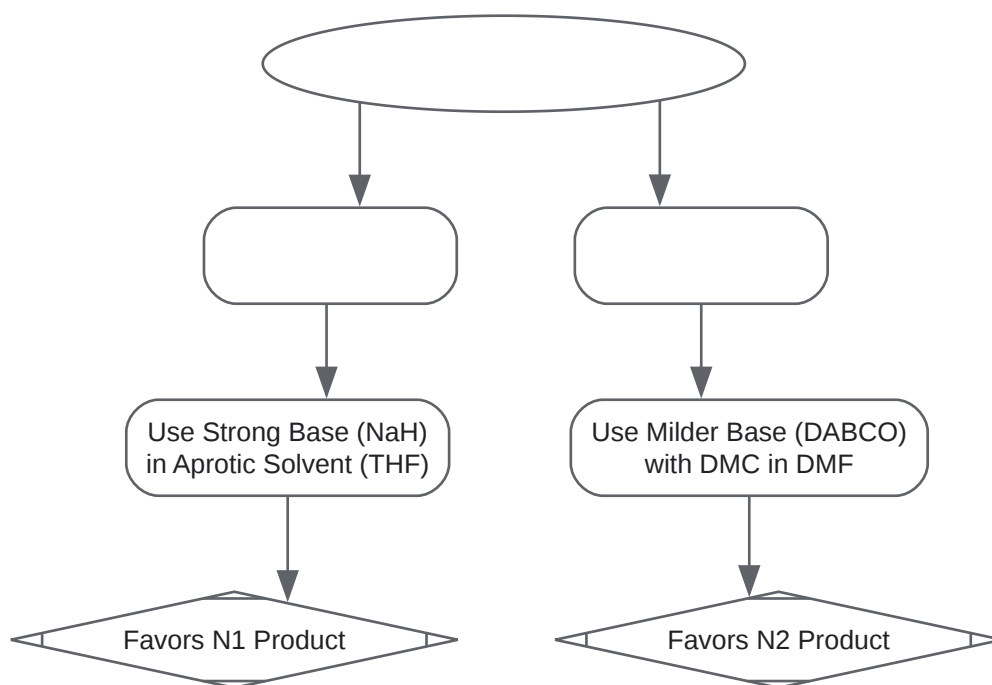 Use Strong Base (NaH)
in Aprotic Solvent (THF)
Use Milder Base (DABCO)
with DMC in DMF
Favors N1 Product
Favors N2 Product